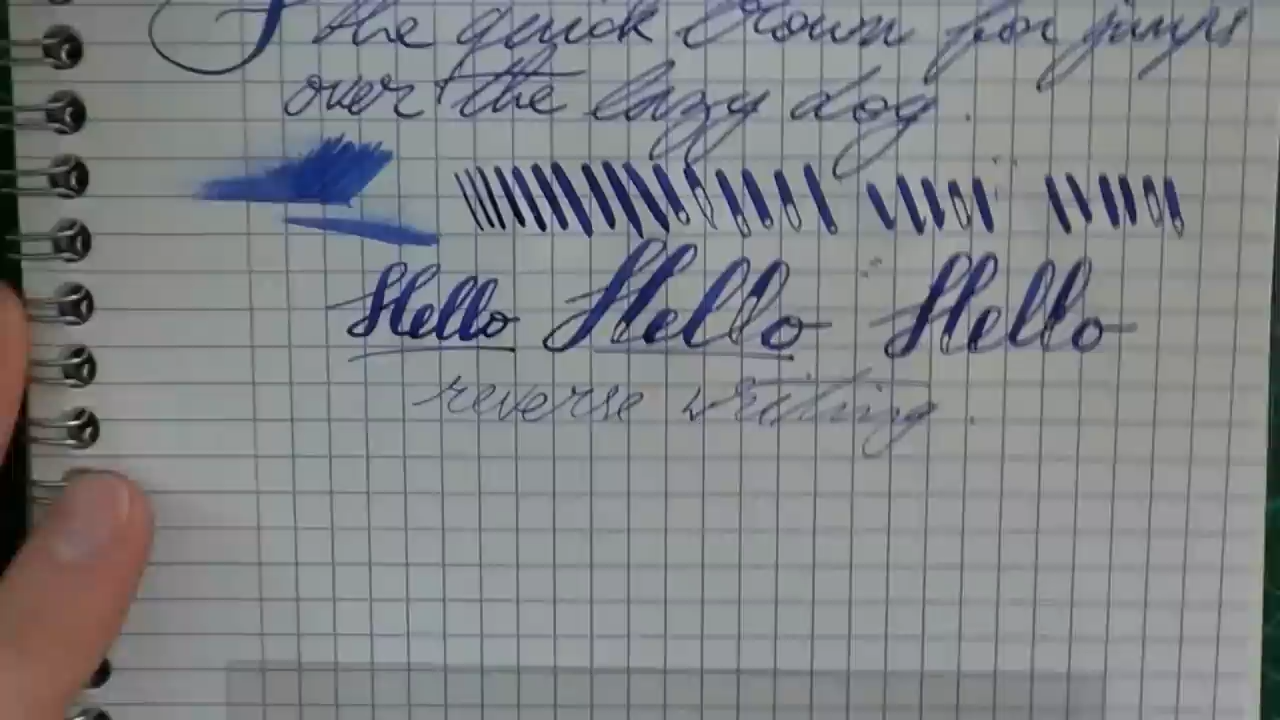 the quick brown fox jumps
over the lazy dog.
Hello Hello Hello
reverse writing.